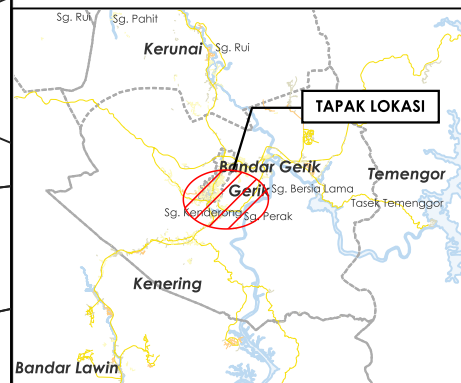 Sg. Rui
Sg. Pahit
Kerunai
Sg. Rui
TAPAK LOKASI
Bandar Gerik
Temengor
Gerik
Sg. Bersia Lama
Tasek Temenggor
Sg. Kenderong
Sg. Perak
Kenering
Bandar Lawin